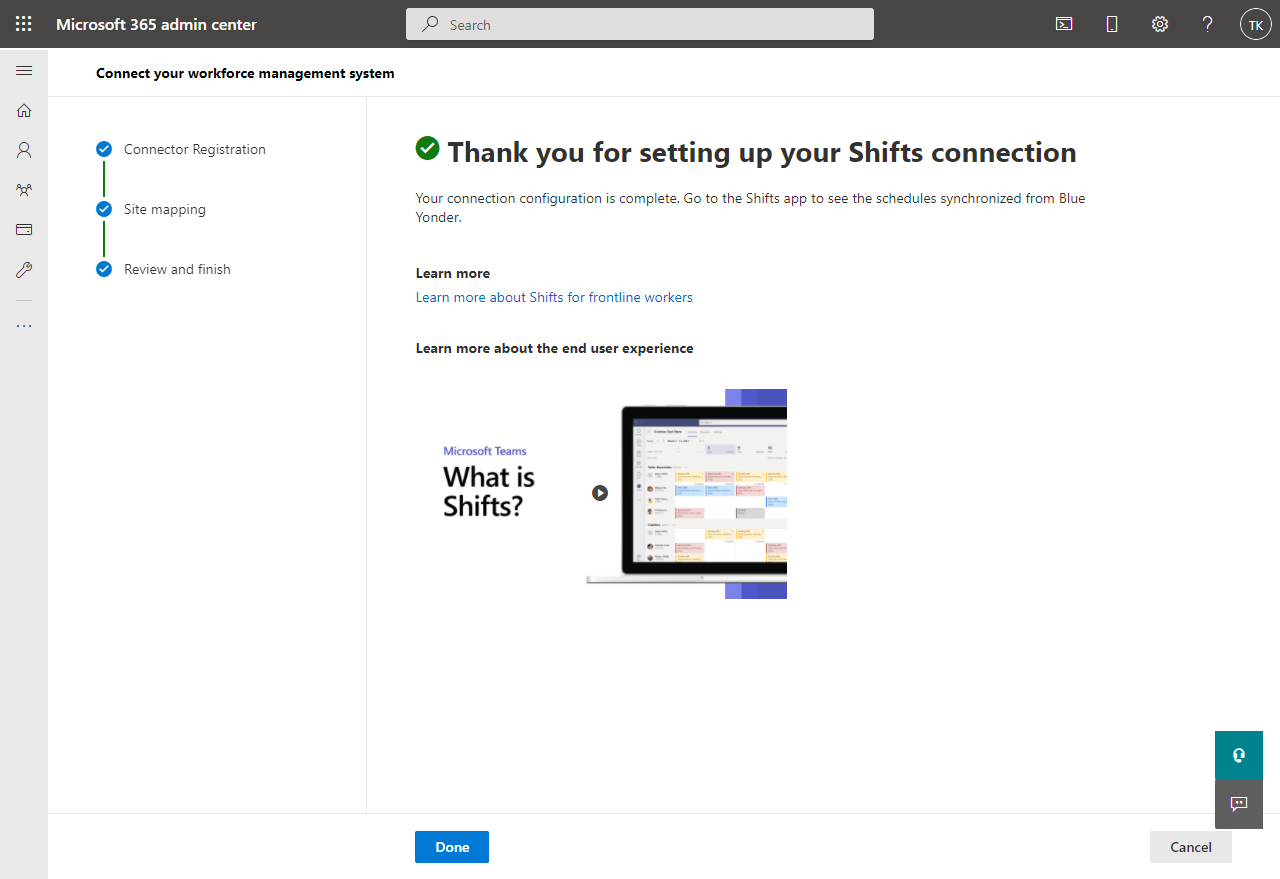 Microsoft 365 admin center
Search
TK
Connect your workforce management system
Connector Registration
Site mapping
Review and finish
Thank you for setting up your Shifts connection
Your connection configuration is complete. Go to the Shifts app to see the schedules synchronized from Blue
Yonder.
Learn more
Learn more about Shifts for frontline workers
Learn more about the end user experience
Microsoft Teams
What is
Shifts?
Done
Cancel